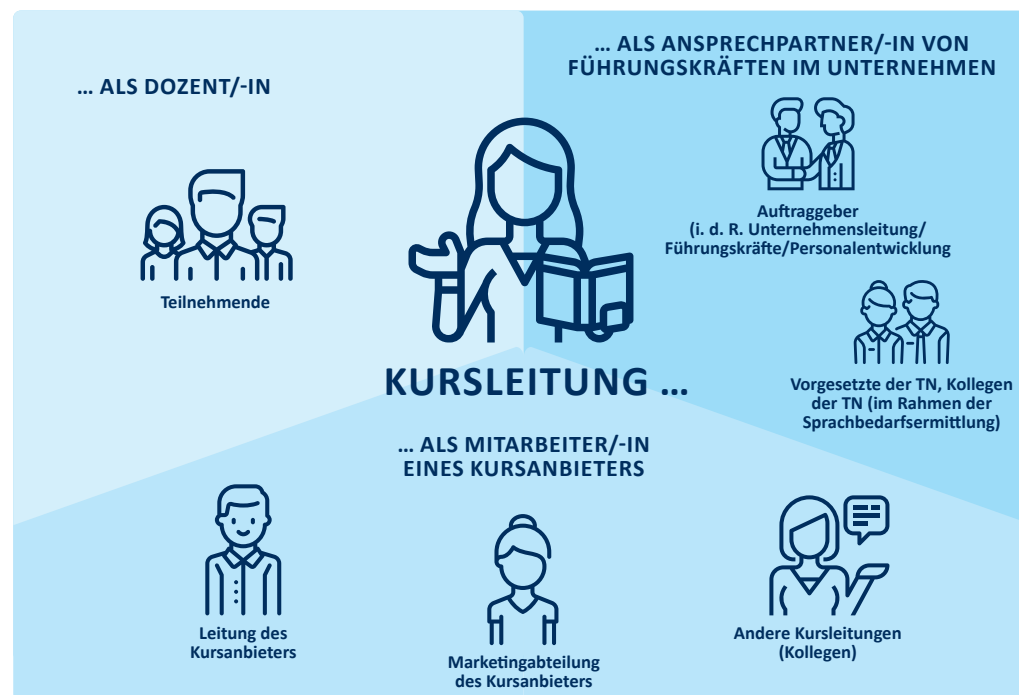 ... ALS DOZENT/-IN
Teilnehmende
... ALS ANSPRECHPARTNER/-IN VON
FÜHRUNGSKRÄFTEN IM UNTERNEHMEN
Auftraggeber
(i. d. R. Unternehmensleitung/
Führungskräfte/Personalentwicklung
Vorgesetzte der TN, Kollegen
der TN (im Rahmen der
Sprachbedarfsermittlung)
KURSLEITUNG ...
... ALS MITARBEITER/-IN
EINES KURSANBIETERS
Leitung des
Kursanbieters
Marketingabteilung
des Kursanbieters
Andere Kursleitungen
(Kollegen)